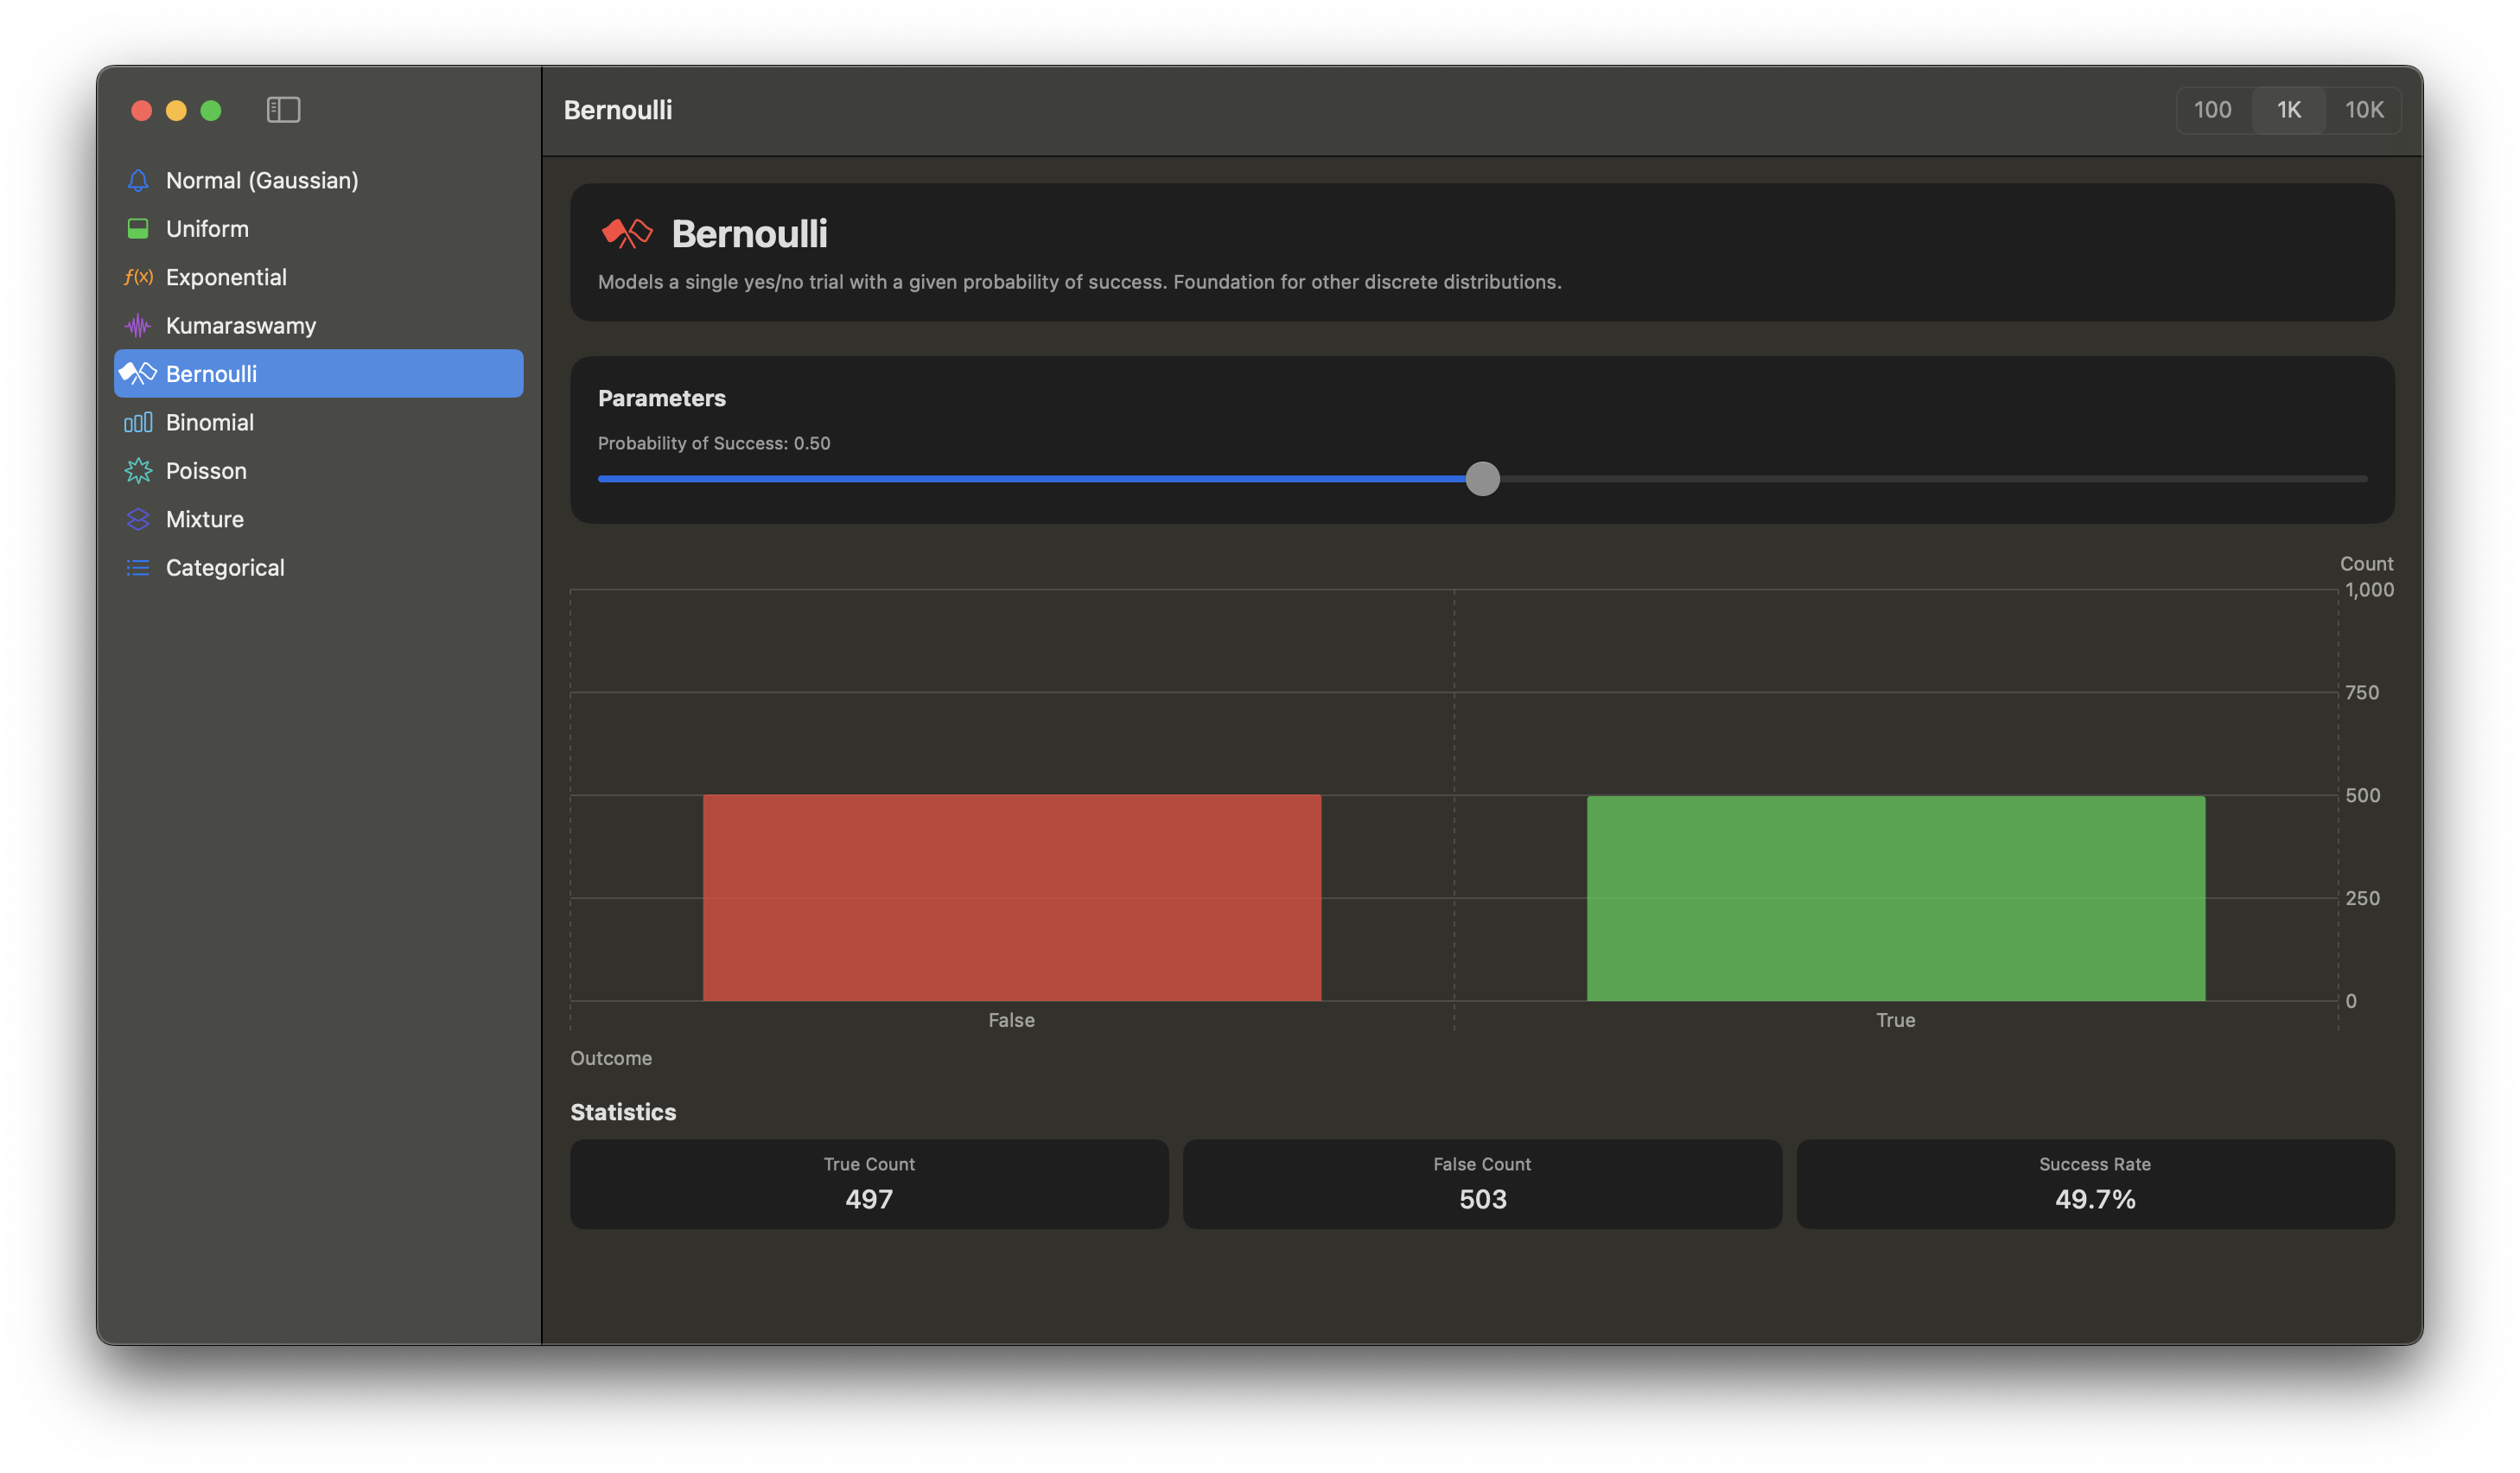 Bernoulli
100
1K
10K
Normal (Gaussian)
Uniform
f(x) Exponential
Kumaraswamy
Bernoulli
Binomial
Poisson
Mixture
Categorical
Bernoulli
Models a single yes/no trial with a given probability of success. Foundation for other discrete distributions.
Parameters
Probability of Success: 0.50
Count
1,000
750
500
250
0
False
True
Outcome
Statistics
True Count
497
False Count
503
Success Rate
49.7%